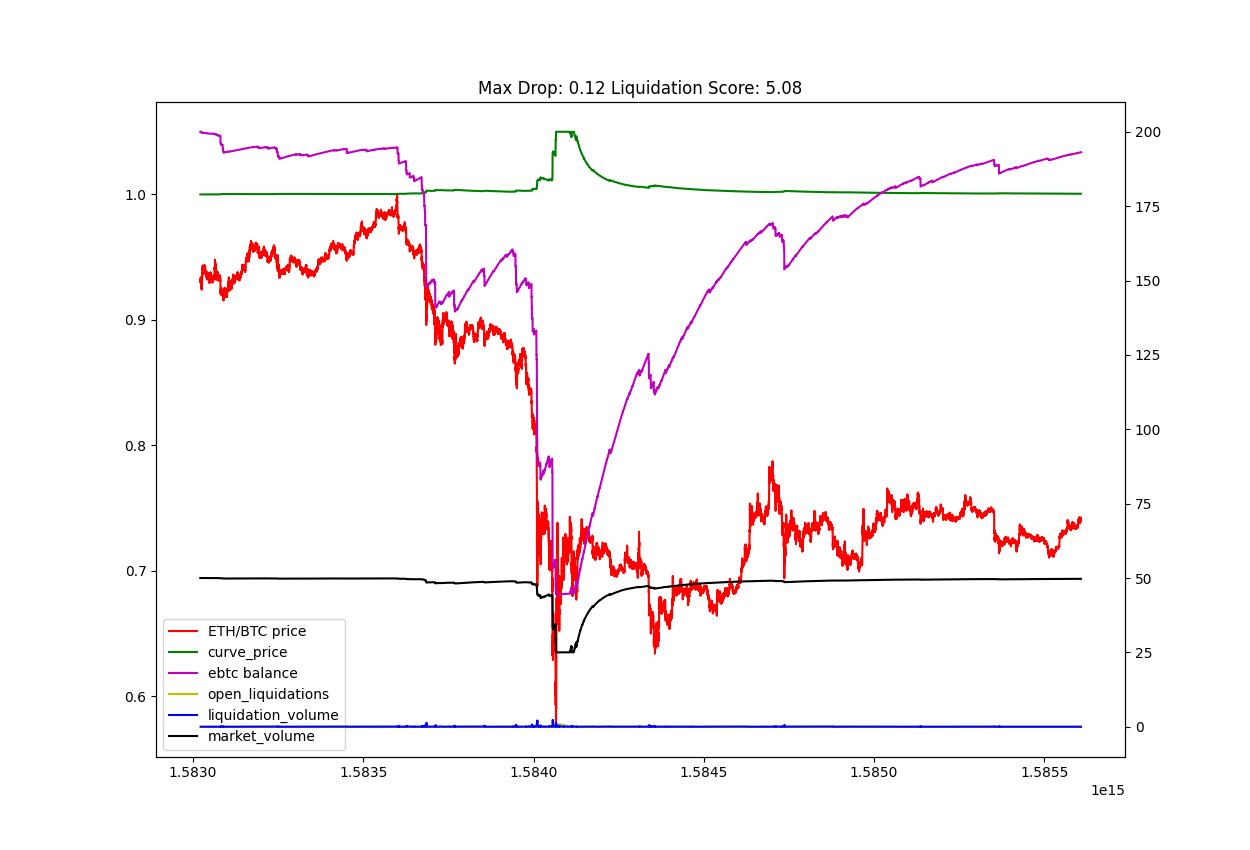 Max Drop: 0.12 Liquidation Score: 5.08
1.0
0.9
0.8
0.7
0.6
200
175
150
125
100
75
50
25
0
ETH/BTC price
curve_price
ebtc balance
open_liquidations
liquidation_volume
market_volume
1.5830
1.5835
1.5840
1.5845
1.5850
1.5855
1e15